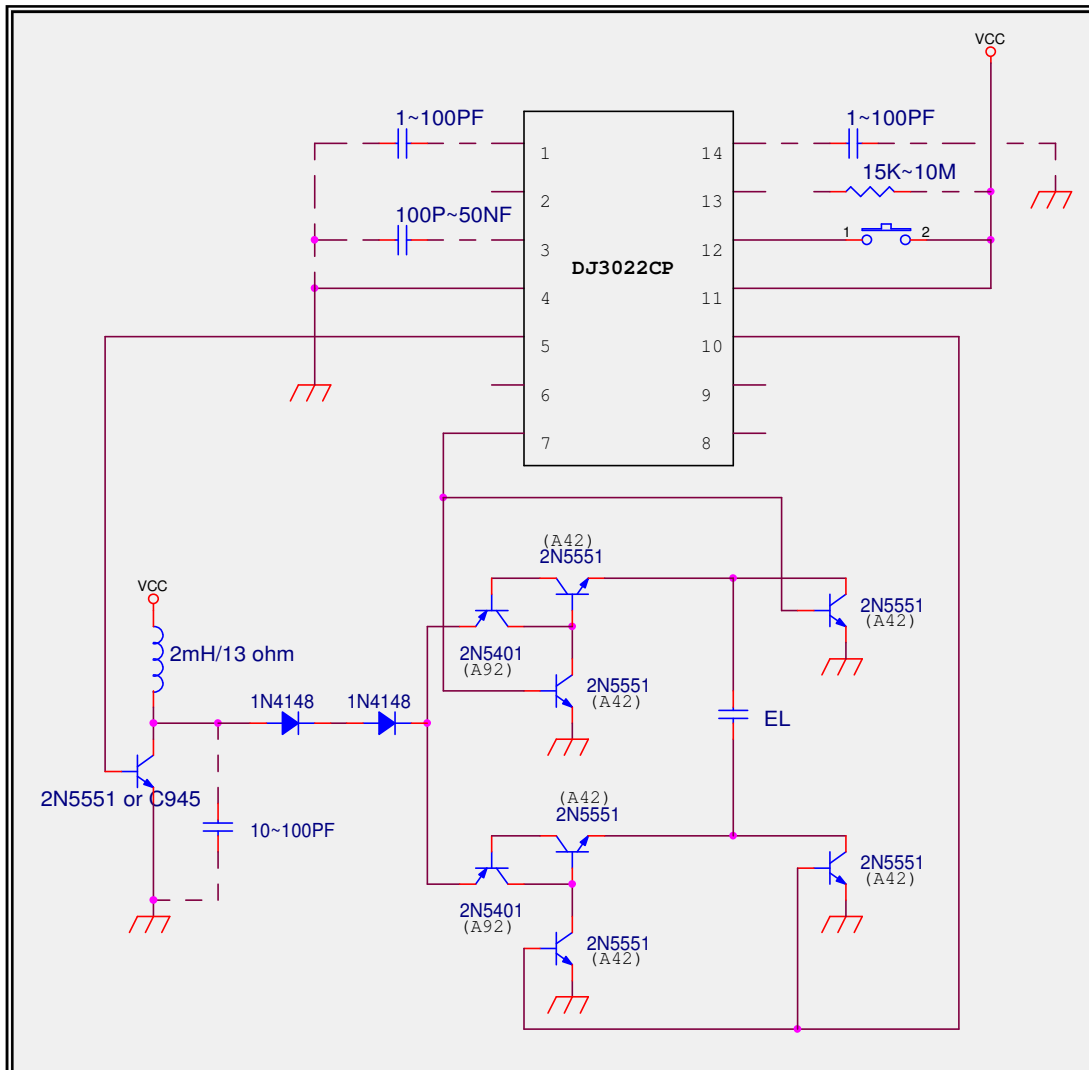 VCC
1~100PF
1~100PF
1
14
15K~10M
2
13
100P~50NF
1
2
3
12
DJ3022CP
4
11
5
10
6
9
7
8
(A42)
2N5551
VCC
2N5551
(A42)
2mH/13 ohm
2N5401
(A92)
2N5551
(A42)
1N4148
1N4148
EL
2N5551 or C945
(A42)
2N5551
10~100PF
2N5551
(A42)
2N5401
(A92)
2N5551
(A42)